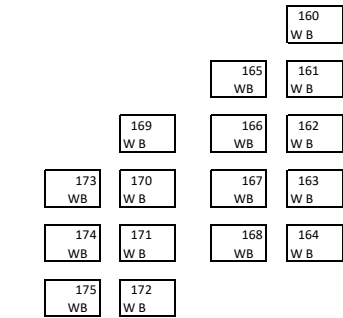 160
W B
165 161
WB W B
169 166 162
W B WB W B
173 170 167 163
WB W B WB W B
174 171 168 164
WB W B WB W B
175 172
WB W B